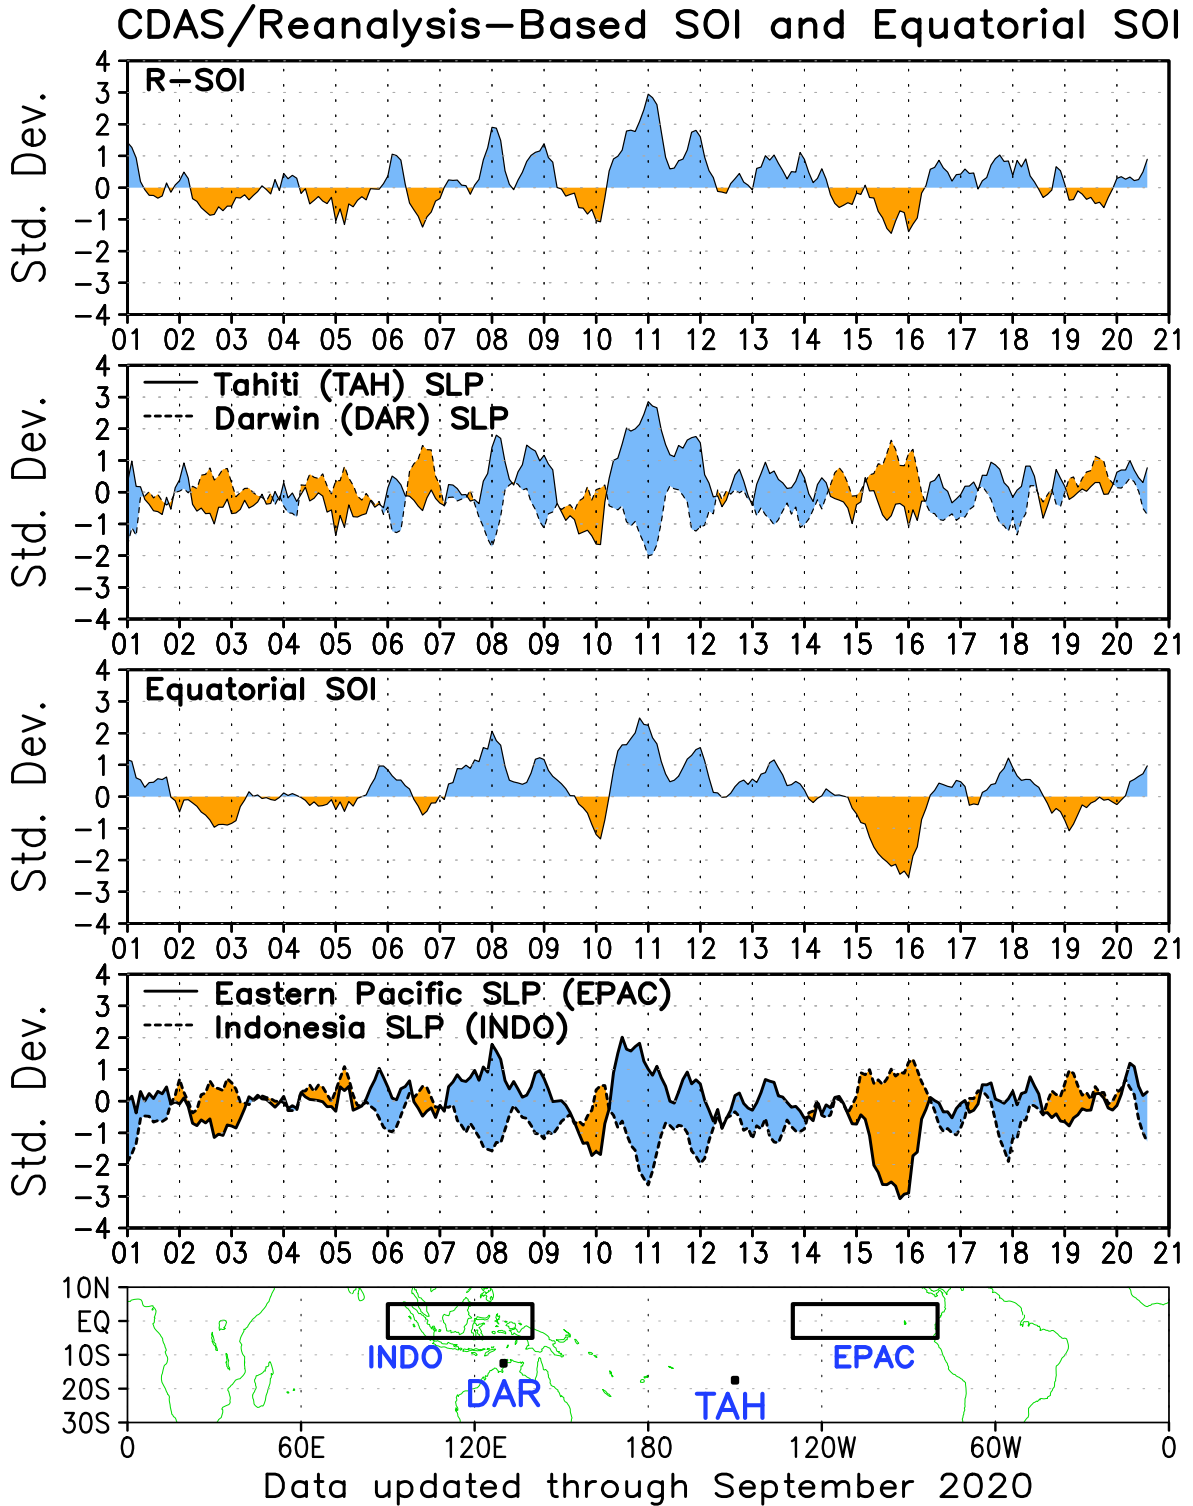 CDAS/Reanalysis-Based SOI and Equatorial SOI
R-SOI
Std. Dev.
4
3
2
1
0
-1
-2
-3
-4
01 02 03 04 05 06 07 08 09 10 11 12 13 14 15 16 17 18 19 20 21
Tahiti (TAH) SLP
Darwin (DAR) SLP
Std. Dev.
4
3
2
1
0
-1
-2
-3
-4
01 02 03 04 05 06 07 08 09 10 11 12 13 14 15 16 17 18 19 20 21
Equatorial SOI
Std. Dev.
4
3
2
1
0
-1
-2
-3
-4
01 02 03 04 05 06 07 08 09 10 11 12 13 14 15 16 17 18 19 20 21
Eastern Pacific SLP (EPAC)
Indonesia SLP (INDO)
Std. Dev.
4
3
2
1
0
-1
-2
-3
-4
01 02 03 04 05 06 07 08 09 10 11 12 13 14 15 16 17 18 19 20 21
10N
EQ
10S
20S
30S
INDO
EPAC
DAR
TAH
0 60E 120E 180 120W 60W 0
Data updated through September 2020